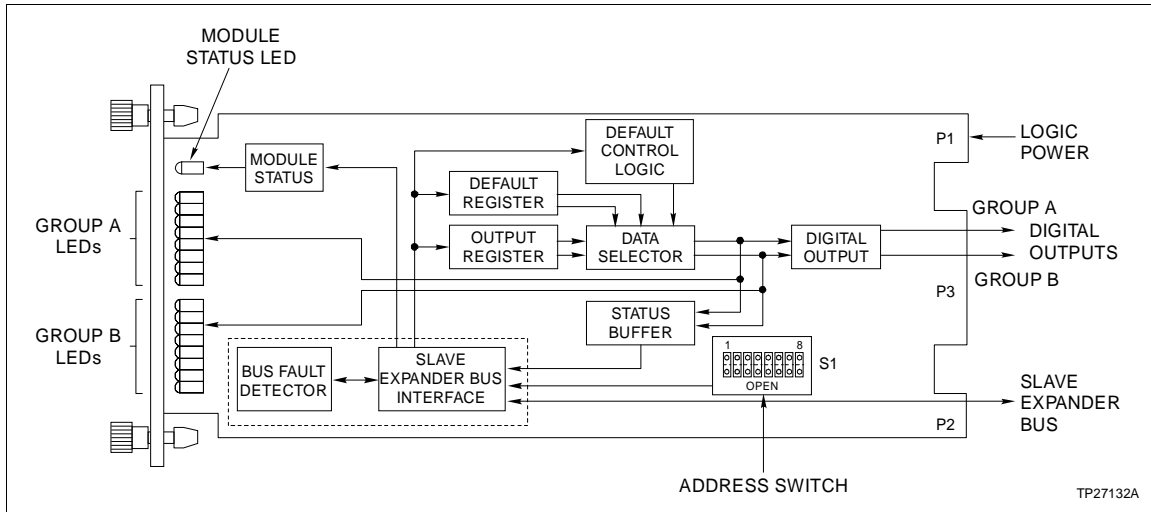 MODULE
STATUS LED
MODULE
STATUS
DEFAULT
CONTROL
LOGIC
P1
LOGIC
POWER
DEFAULT
REGISTER
GROUP A
LEDs
OUTPUT
REGISTER
DATA
SELECTOR
DIGITAL
OUTPUT
GROUP A
DIGITAL
OUTPUTS
GROUP B
P3
GROUP B
LEDs
STATUS
BUFFER
1 8
OPEN
S1
BUS FAULT
DETECTOR
SLAVE
EXPANDER BUS
INTERFACE
SLAVE
EXPANDER
BUS
P2
ADDRESS SWITCH
TP27132A